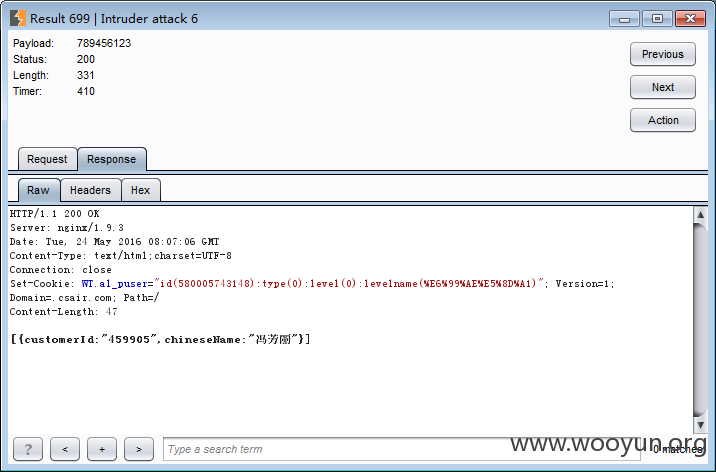 Result 699 | Intruder attack 6
Payload: 789456123
Status: 200
Length: 331
Timer: 410
Previous
Next
Action
Request Response
Raw Headers Hex
HTTP/1.1 200 OK
Server: nginx/1.9.3
Date: Tue, 24 May 2016 08:07:06 GMT
Content-Type: text/html;charset=UTF-8
Connection: close
Set-Cookie: WT.al_puser="id(580005743148):type(0):level(0):levelname(%E6%99%AE%E5%8D%A1)"; Version=1;
Domain=.csair.com; Path=/
Content-Length: 47
[{customerId:"459905",chineseName:"冯芳丽"}]
? < + > Type a search term 0 matches
www.wooyun.org